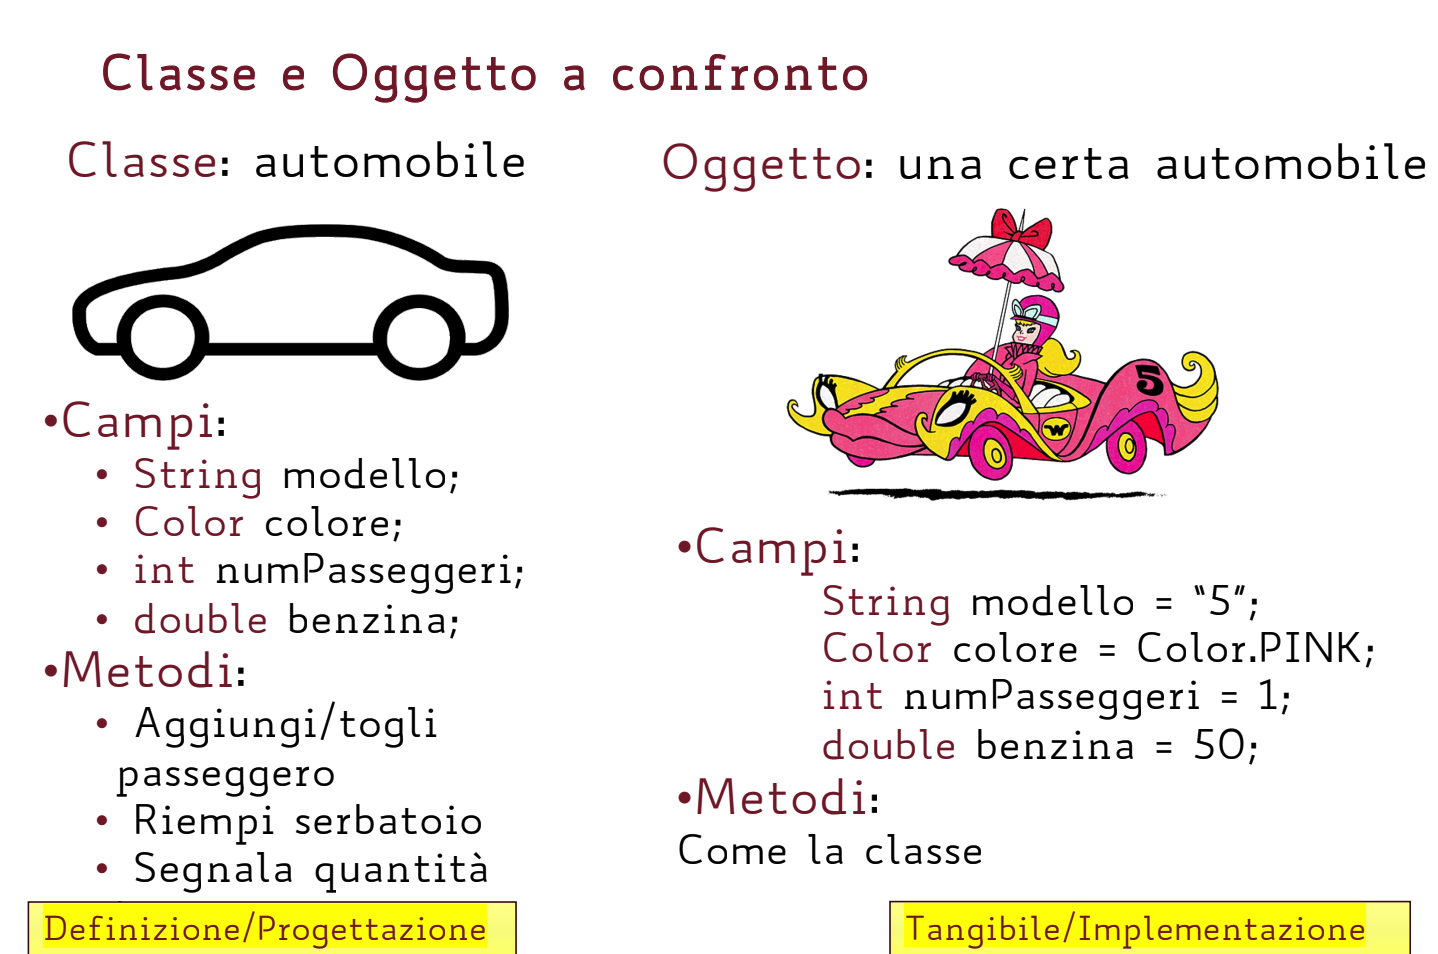 Classe e Oggetto a confronto
Classe: automobile
•Campi:
• String modello;
• Color colore;
• int numPasseggeri;
• double benzina;
•Metodi:
• Aggiungi/togli
passeggero
• Riempi serbatoio
• Segnala quantità
Definizione/Progettazione
Oggetto: una certa automobile
5
W
•Campi:
String modello = “5”;
Color colore = Color.PINK;
int numPasseggeri = 1;
double benzina = 50;
•Metodi:
Come la classe
Tangibile/Implementazione